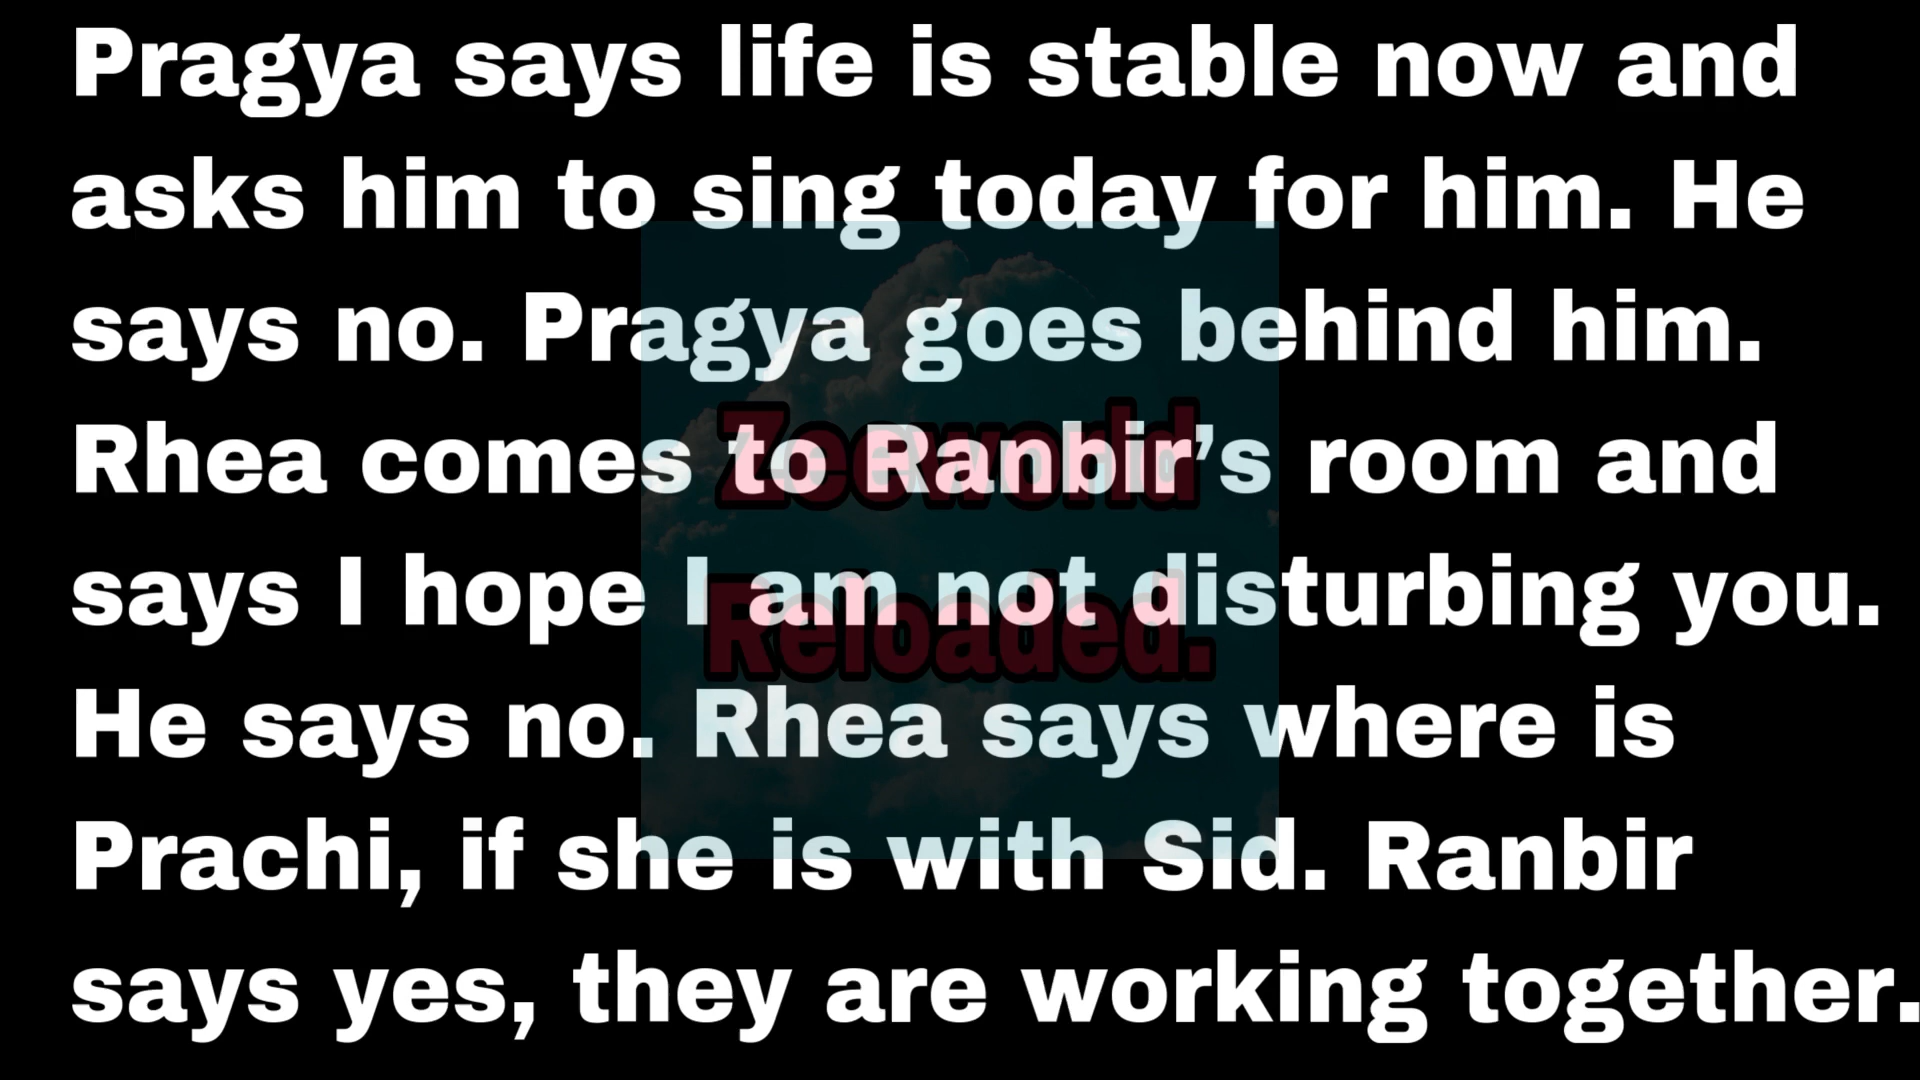 Pragya says life is stable now and
asks him to sing today for him. He
says no. Pragya goes behind him.
Rhea comes to Ranbir’s room and
says I hope I am not disturbing you.
He says no. Rhea says where is
Prachi, if she is with Sid. Ranbir
says yes, they are working together.
Zeeworld
Reloaded.